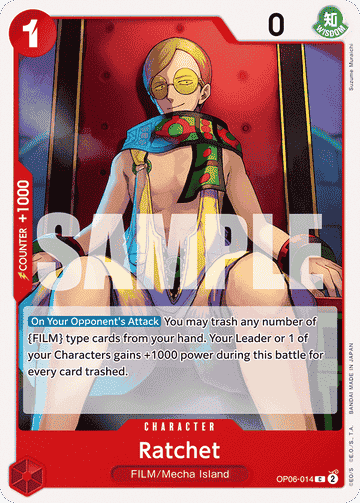 1
0
知
WISDOM
Suzume Muraichi
⚡COUNTER +1000
SAMPLE
On Your Opponent's Attack You may trash any number of
{FILM} type cards from your hand. Your Leader or 1 of
your Characters gains +1000 power during this battle for
every card trashed.
CHARACTER
Ratchet
FILM/Mecha Island
OP06-014 C 2
BANDAI MADE IN JAPAN